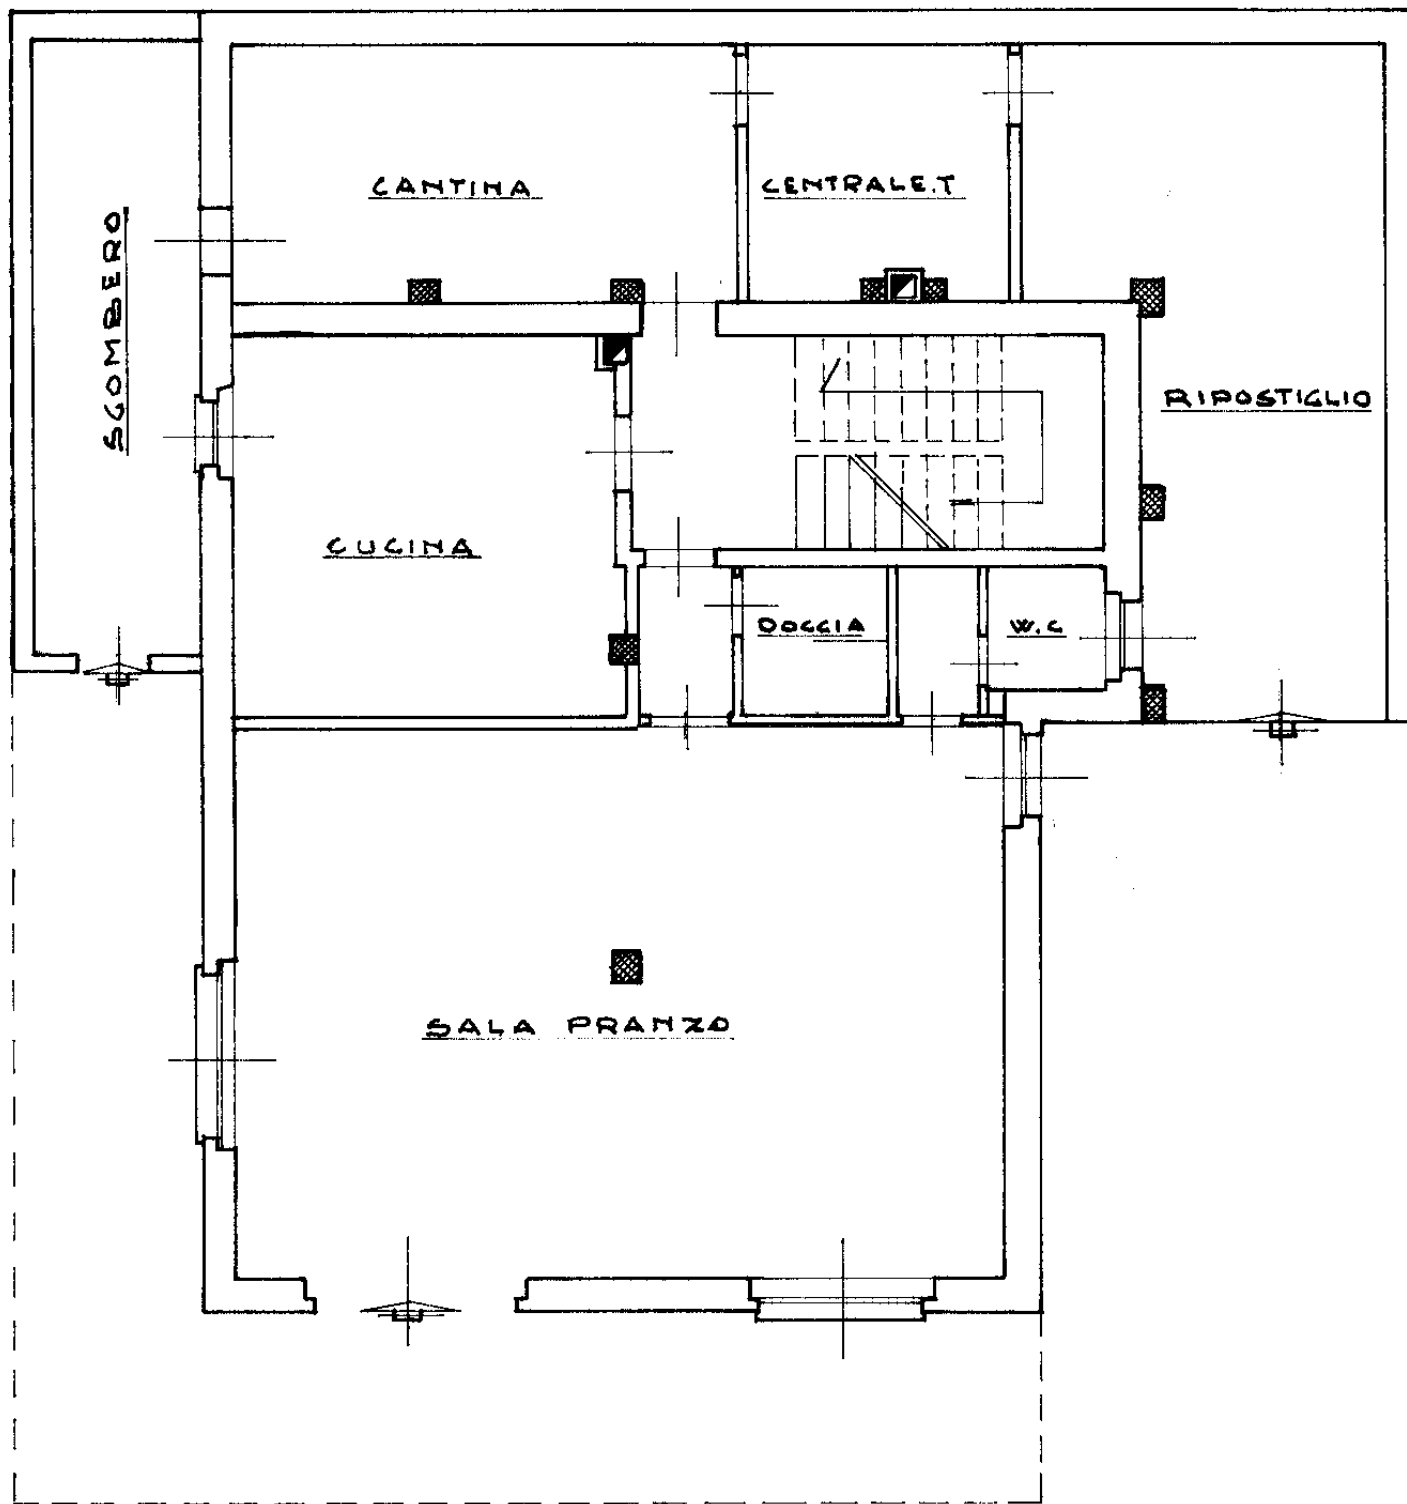 CANTINA
CENTRALE.T
SGOMBERO
RIPOSTIGLIO
CUCINA
DOCCIA
W.C
SALA PRANZO